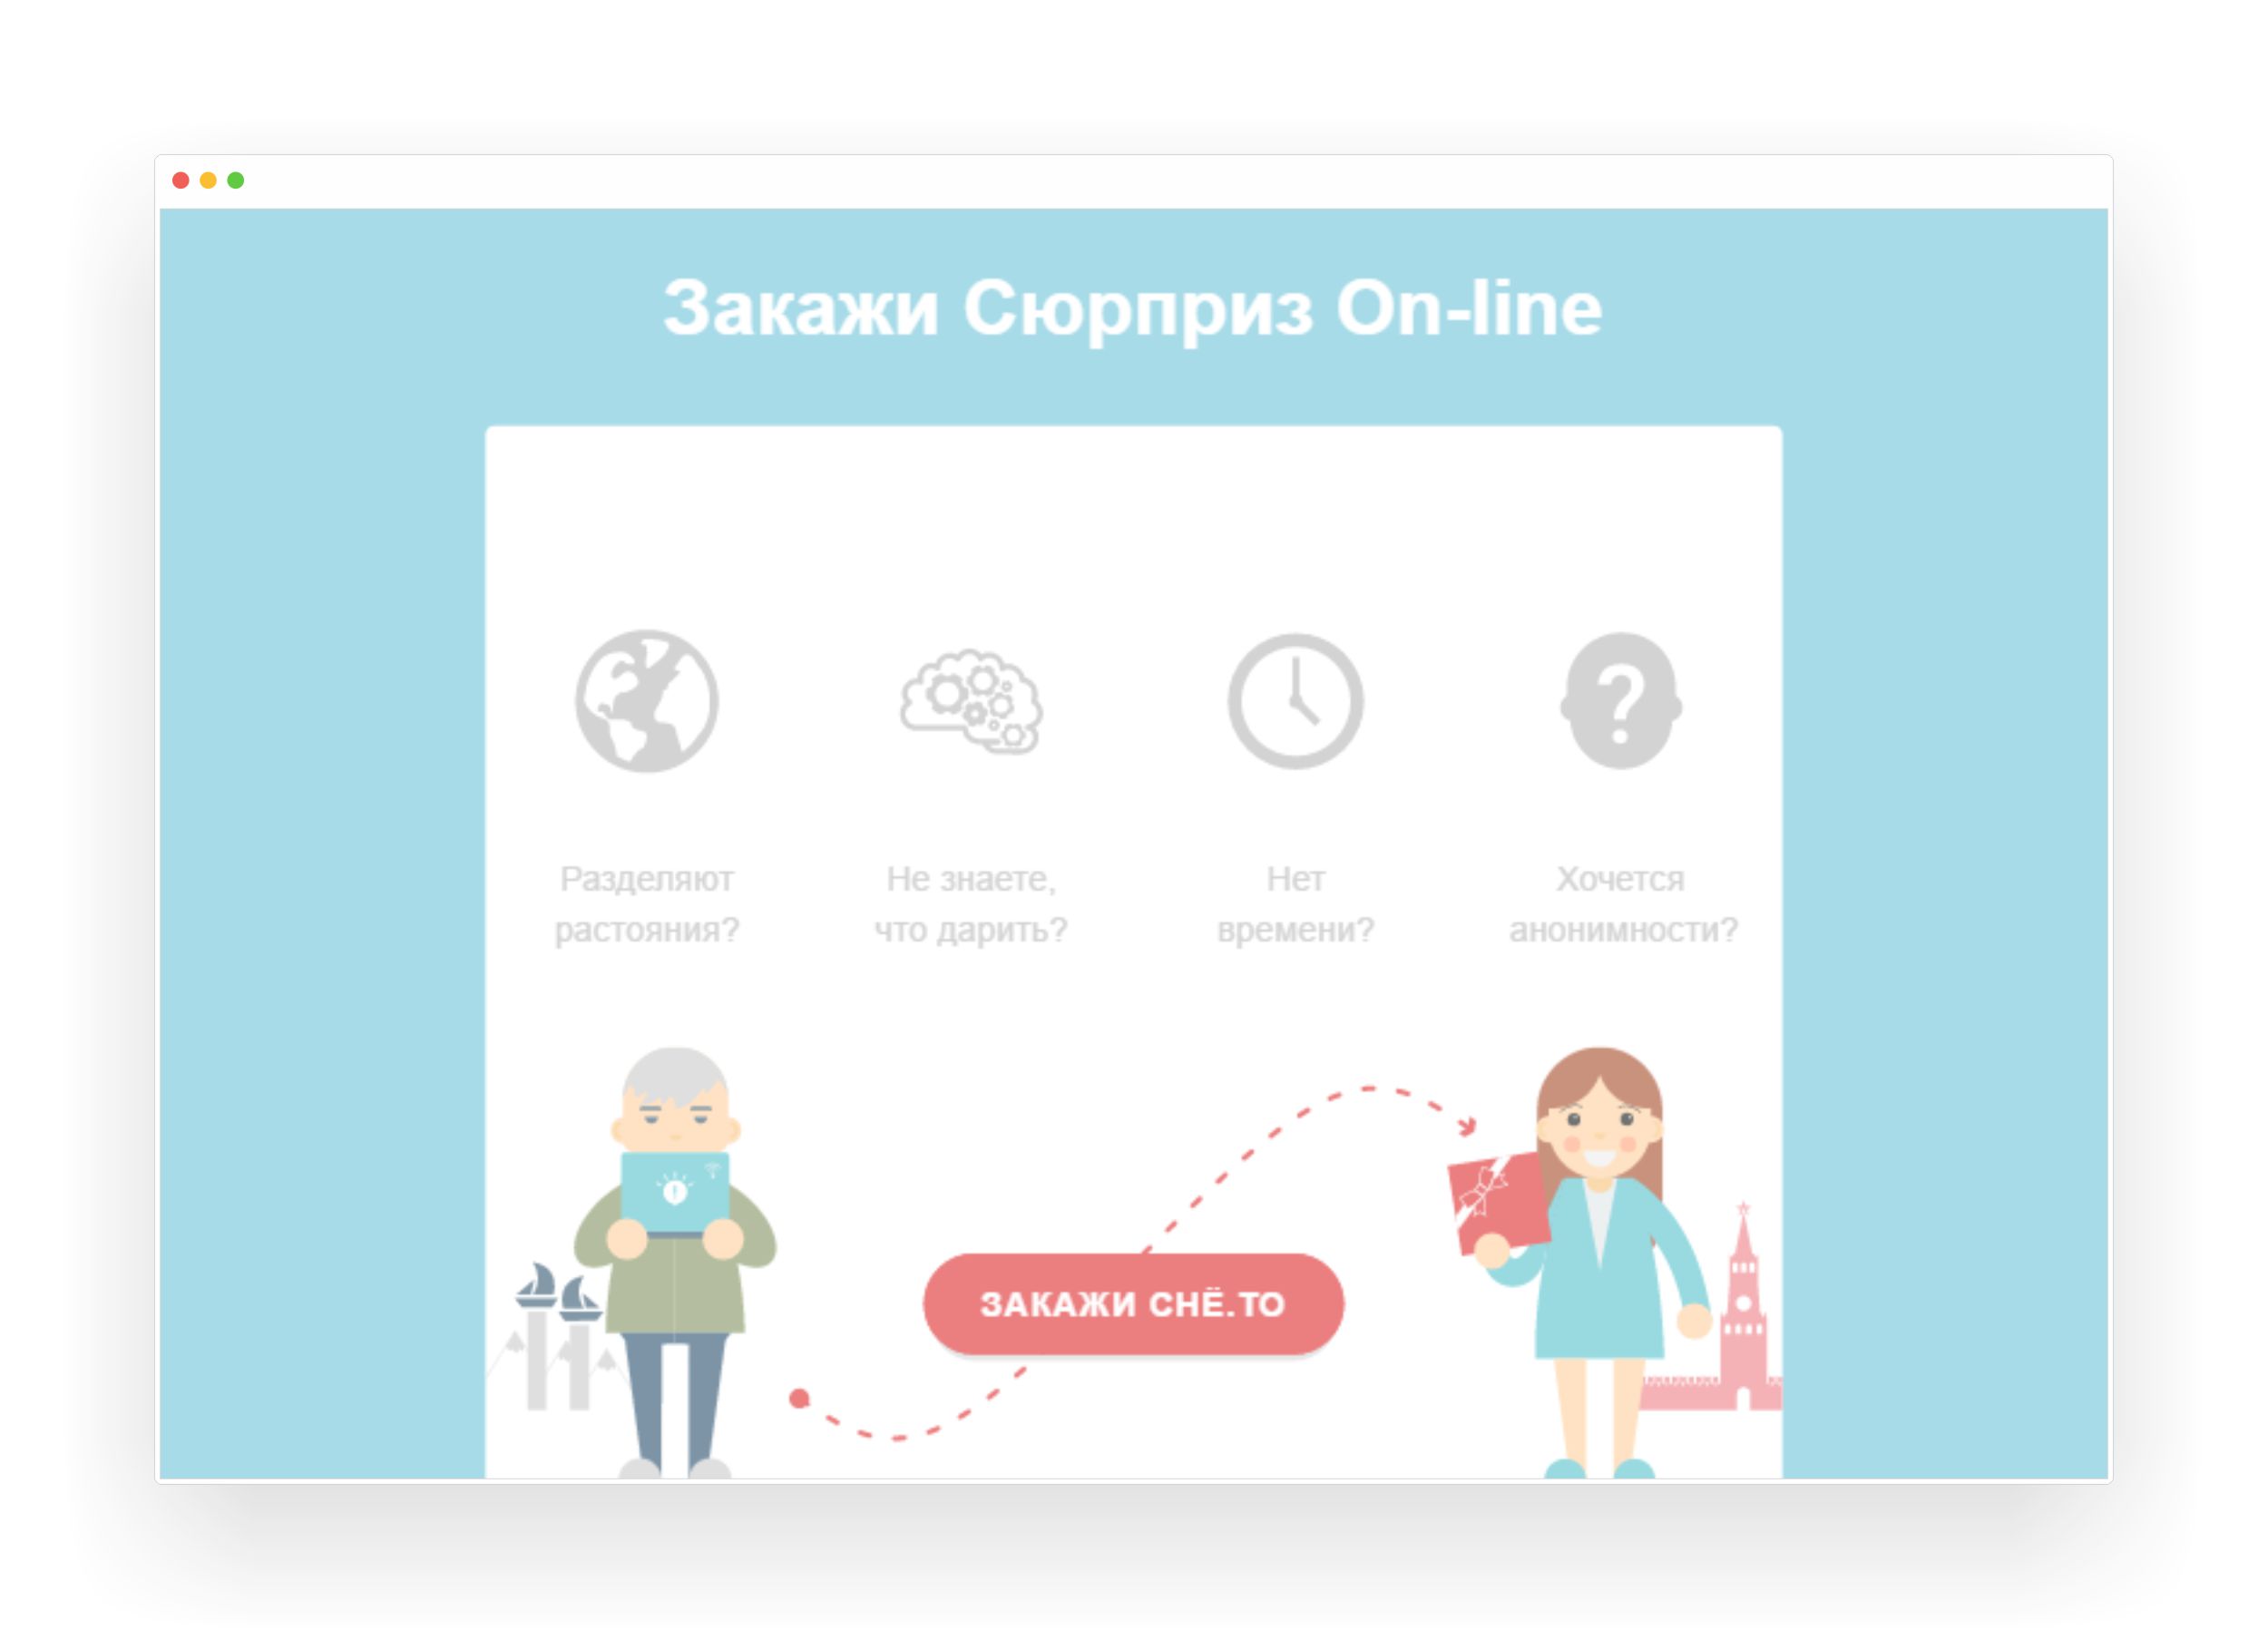 Закажи Сюрприз On-line
Разделяют
растояния?
Не знаете,
что дарить?
Нет
времени?
Хочется
анонимности?
ЗАКАЖИ СНЁ.ТО